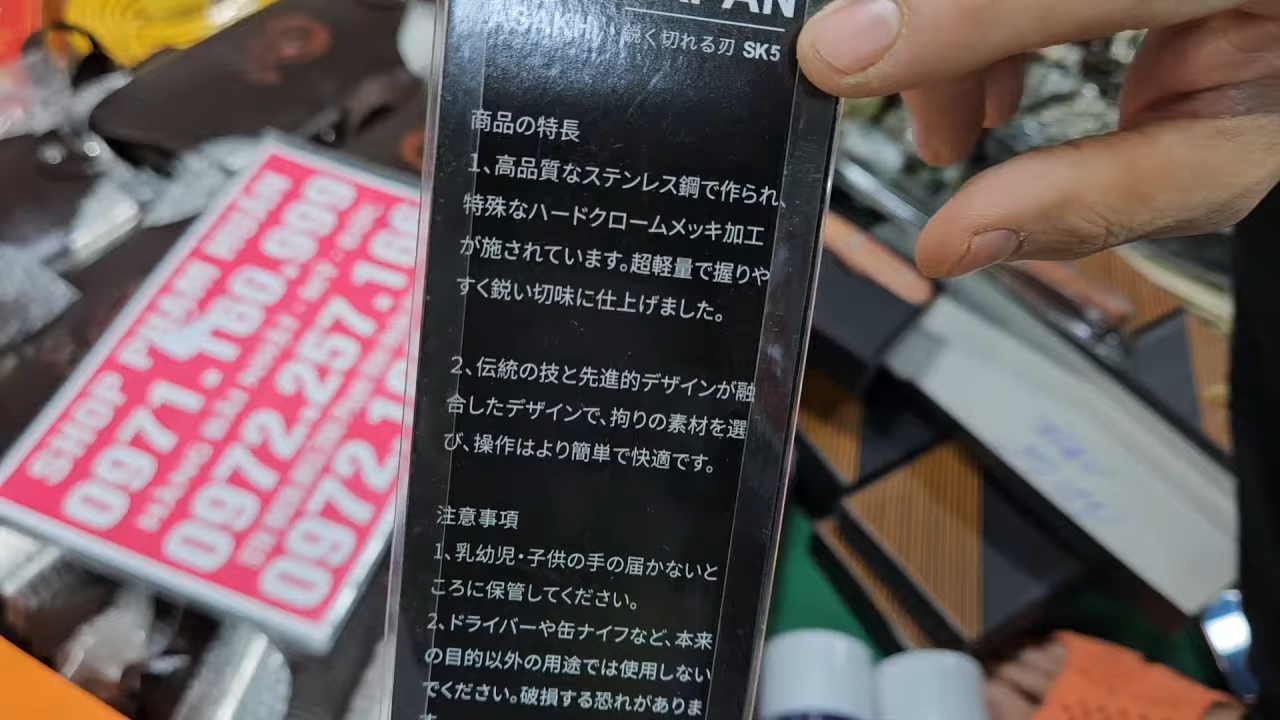 ASAKHI
鋭く切れる刃 SK5
商品の特長
1、高品質なステンレス鋼で作られ、
特殊なハードクロームメッキ加工
が施されています。超軽量で握りや
すく鋭い切味に仕上げました。
2、伝統の技と先進的デザインが融
合したデザインで、拘りの素材を選
び、操作はより簡単で快適です。
注意事項
1、乳幼児・子供の手の届かないと
ころに保管してください。
2、ドライバーや缶ナイフなど、本来
の目的以外の用途では使用しない
でください。破損する恐れがありま
す。
SHOP
0971.100.909
0972.257.16
0972.1